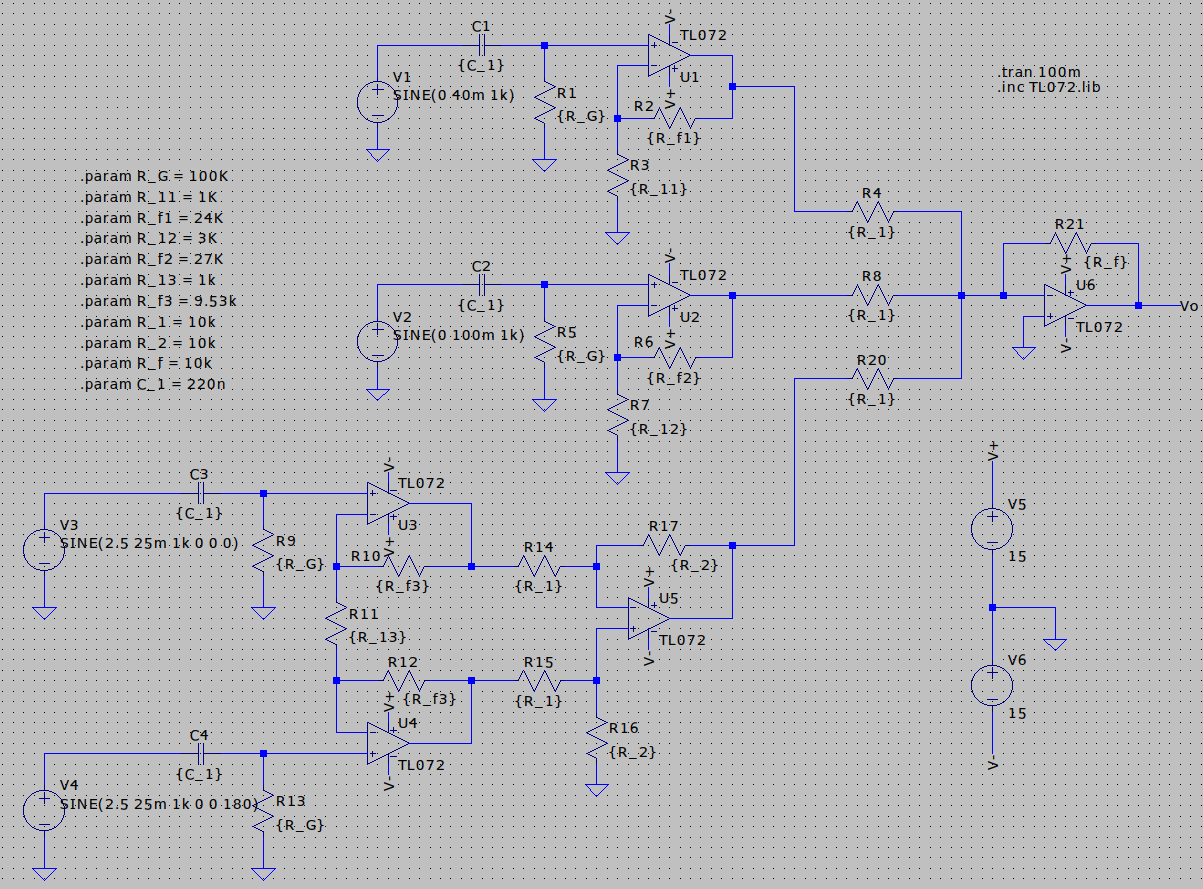 C1
{C_1}
V1
SINE(0 40m 1k)
R1
{R_G}
V-
TL072
U1
V+
R2
{R_f1}
R3
{R_11}
.tran 100m
.inc TL072.lib
.param R_G = 100K
.param R_11 = 1K
.param R_f1 = 24K
.param R_12 = 3K
.param R_f2 = 27K
.param R_13 = 1k
.param R_f3 = 9.53k
.param R_1 = 10k
.param R_2 = 10k
.param R_f = 10k
.param C_1 = 220n
R4
{R_1}
C2
{C_1}
V2
SINE(0 100m 1k)
R5
{R_G}
V-
TL072
U2
V+
R6
{R_f2}
R7
{R_12}
R8
{R_1}
R20
{R_1}
R21
{R_f}
V+
U6
TL072
V-
Vo
C3
{C_1}
V3
SINE(2.5 25m 1k 0 0 0)
R9
{R_G}
V-
TL072
U3
V+
R10
{R_f3}
R11
{R_13}
R14
{R_1}
R17
{R_2}
V+
U5
TL072
V-
R12
{R_f3}
V+
U4
TL072
V-
R15
{R_1}
R16
{R_2}
C4
{C_1}
V4
SINE(2.5 25m 1k 0 0 180)
R13
{R_G}
V+
V5
15
V6
15
V-